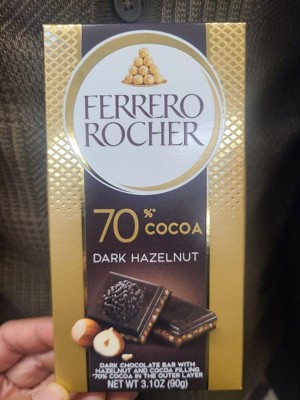 FERRERO
ROCHER
70%* COCOA
DARK HAZELNUT
DARK CHOCOLATE BAR WITH
HAZELNUT AND COCOA FILLING
*70% COCOA IN THE OUTER LAYER
NET WT 3.1OZ (90g)